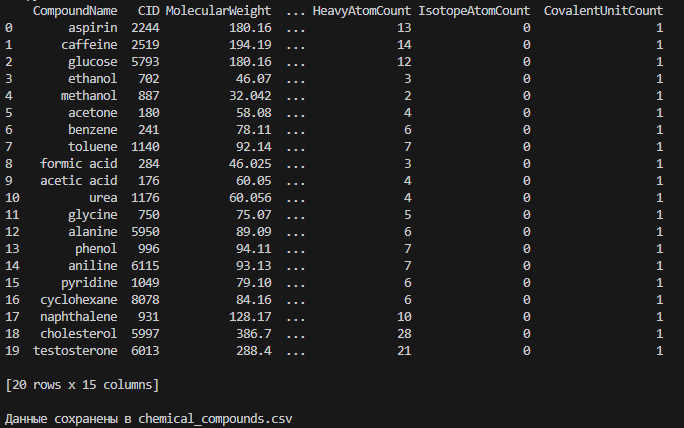 CompoundName CID MolecularWeight ... HeavyAtomCount IsotopeAtomCount CovalentUnitCount
0 aspirin 2244 180.16 ... 13 0 1
1 caffeine 2519 194.19 ... 14 0 1
2 glucose 5793 180.16 ... 12 0 1
3 ethanol 702 46.07 ... 3 0 1
4 methanol 887 32.042 ... 2 0 1
5 acetone 180 58.08 ... 4 0 1
6 benzene 241 78.11 ... 6 0 1
7 toluene 1140 92.14 ... 7 0 1
8 formic acid 284 46.025 ... 3 0 1
9 acetic acid 176 60.05 ... 4 0 1
10 urea 1176 60.056 ... 4 0 1
11 glycine 750 75.07 ... 5 0 1
12 alanine 5950 89.09 ... 6 0 1
13 phenol 996 94.11 ... 7 0 1
14 aniline 6115 93.13 ... 7 0 1
15 pyridine 1049 79.10 ... 6 0 1
16 cyclohexane 8078 84.16 ... 6 0 1
17 naphthalene 931 128.17 ... 10 0 1
18 cholesterol 5997 386.7 ... 28 0 1
19 testosterone 6013 288.4 ... 21 0 1
[20 rows x 15 columns]
Данные сохранены в chemical_compounds.csv